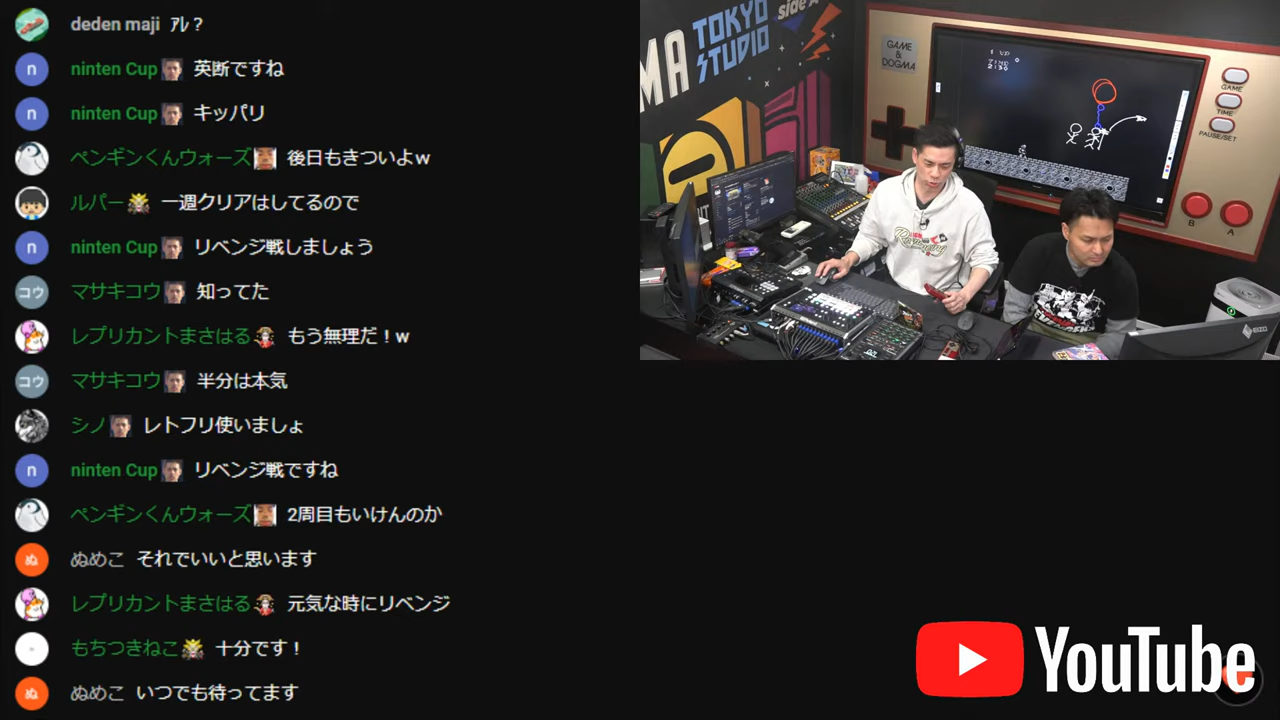 deden maji ｱﾚ？
ninten Cup 英断ですね
ninten Cup キッパリ
ペンギンくんウォーズ 後日もきついよw
ルパー 一週クリアはしてるので
ninten Cup リベンジ戦しましょう
マサキコウ 知ってた
レプリカントまさはる もう無理だ！w
マサキコウ 半分は本気
シノ レトフリ使いましょ
ninten Cup リベンジ戦ですね
ペンギンくんウォーズ 2周目もいけんのか
ぬめこ それでいいと思います
レプリカントまさはる 元気な時にリベンジ
もちつきねこ 十分です！
ぬめこ いつでも待ってます
n
n
n
コウ
コウ
n
ぬ
ぬ
MA
TOKYO
STUDIO
side A
GAME
&
DOGMA
GAME
TIME
PAUSE/SET
B
A
YouTube